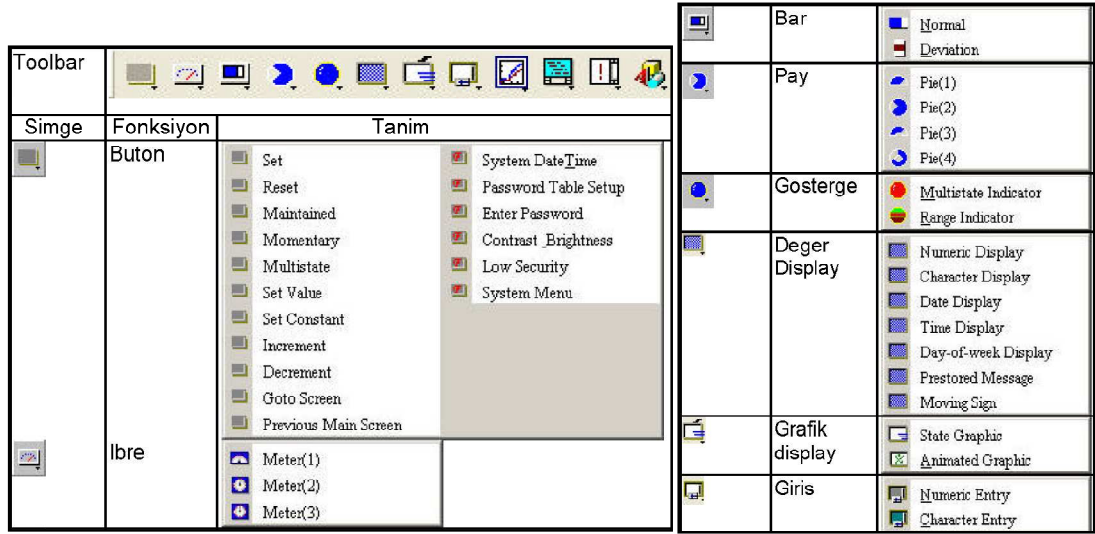 Toolbar
Simge Fonksiyon Tanim
Buton
Set
Reset
Maintained
Momentary
Multistate
Set Value
Set Constant
Increment
Decrement
Goto Screen
Previous Main Screen
System DateTime
Password Table Setup
Enter Password
Contrast_Brightness
Low Security
System Menu
Ibre
Meter(1)
Meter(2)
Meter(3)
Bar
Normal
Deviation
Pay
Pie(1)
Pie(2)
Pie(3)
Pie(4)
Gosterge
Multistate Indicator
Range Indicator
Deger
Display
Numeric Display
Character Display
Date Display
Time Display
Day-of-week Display
Prestored Message
Moving Sign
Grafik
display
State Graphic
Animated Graphic
Giris
Numeric Entry
Character Entry